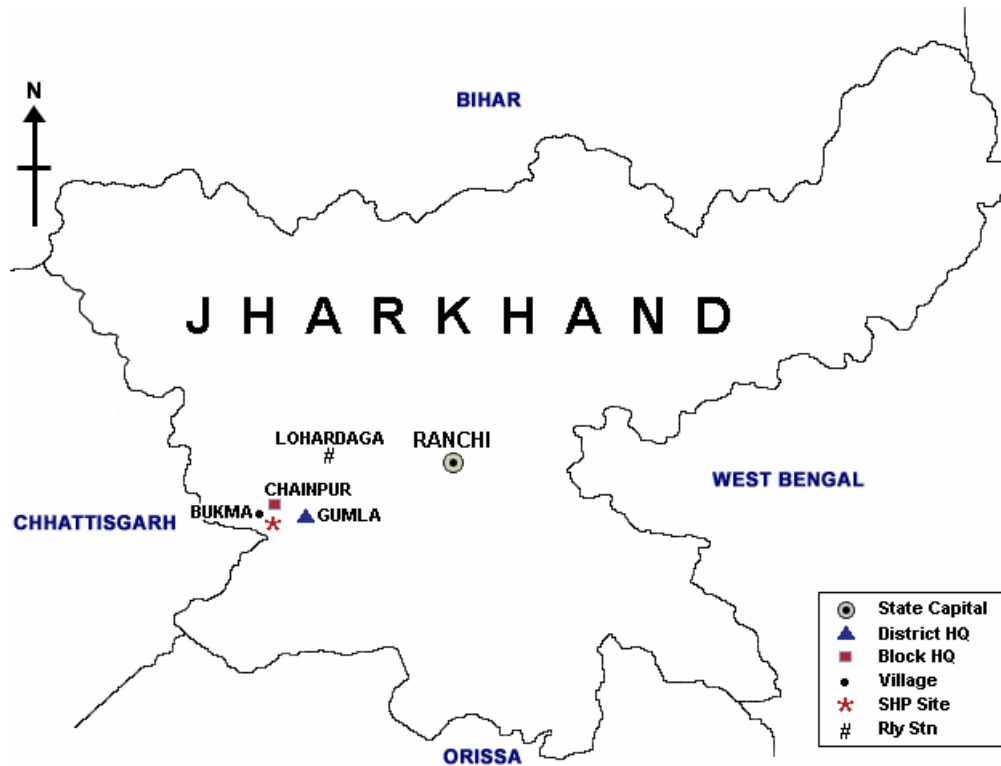 N
BIHAR
JHARKHAND
LOHARDAGA
#
RANCHI
WEST BENGAL
CHAINPUR
BUKMA
GUMLA
CHHATTISGARH
State Capital
District HQ
Block HQ
Village
SHP Site
# Rly Stn
ORISSA